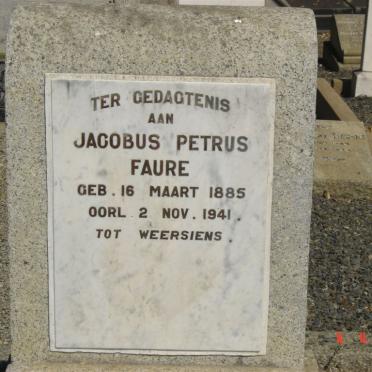 TER GEDAGTENIS
AAN
JACOBUS PETRUS
FAURE
GEB. 16 MAART 1885
OORL 2 NOV. 1941.
TOT WEERSIENS.